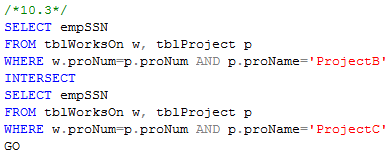 /*10.3*/
SELECT empSSN
FROM tblWorksOn w, tblProject p
WHERE w.proNum=p.proNum AND p.proName='ProjectB'
INTERSECT
SELECT empSSN
FROM tblWorksOn w, tblProject p
WHERE w.proNum=p.proNum AND p.proName='ProjectC'
GO